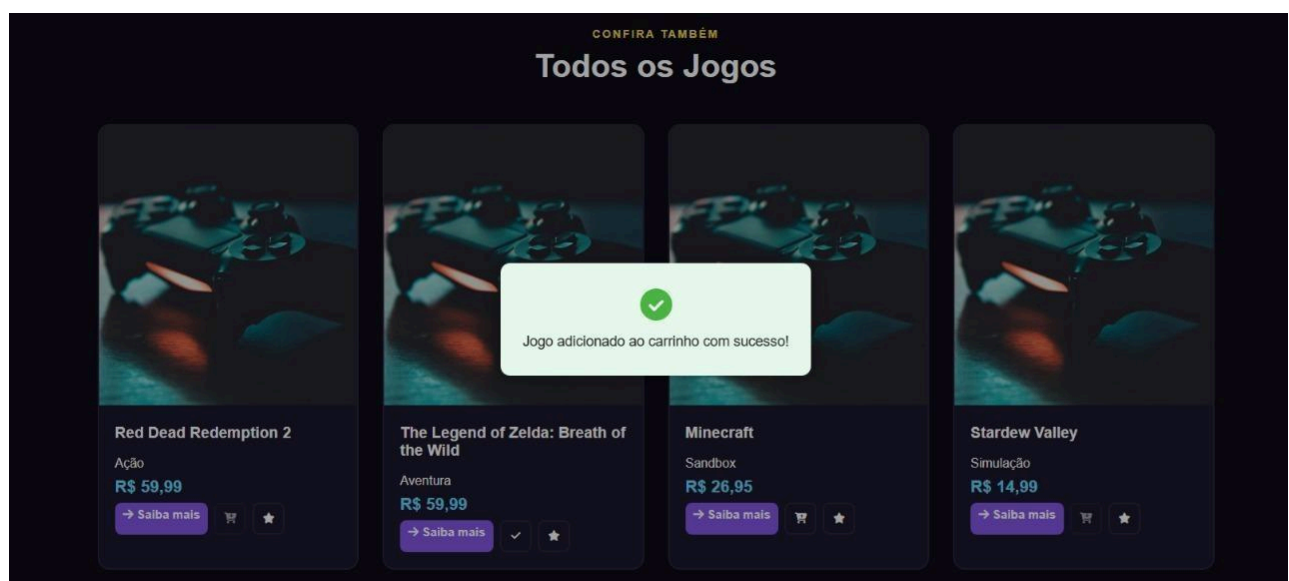 CONFIRA TAMBÉM
Todos os Jogos
Jogo adicionado ao carrinho com sucesso!
Red Dead Redemption 2
Ação
R$ 59,99
→ Saiba mais
The Legend of Zelda: Breath of
the Wild
Aventura
R$ 59,99
→ Saiba mais
Minecraft
Sandbox
R$ 26,95
→ Saiba mais
Stardew Valley
Simulação
R$ 14,99
→ Saiba mais